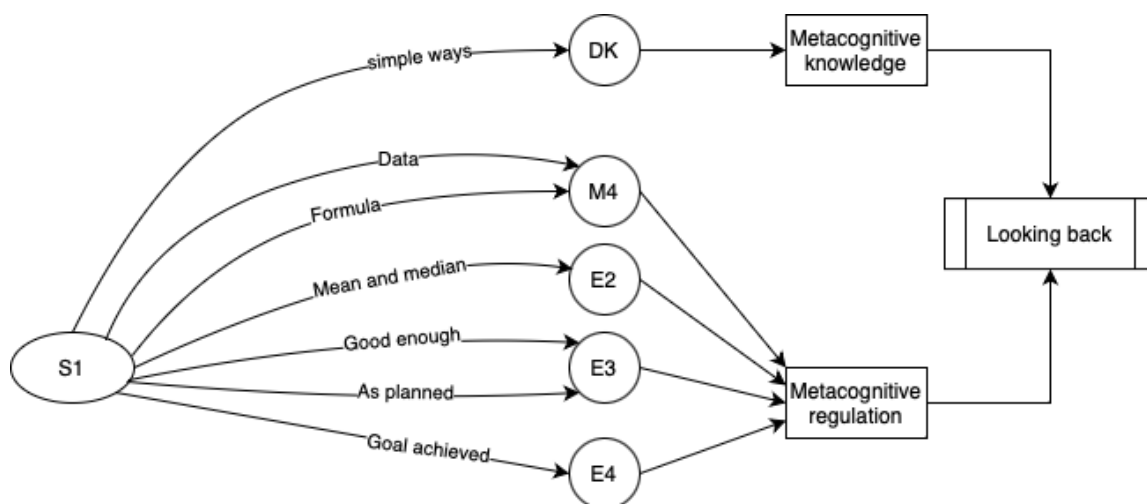 simple ways
DK
Metacognitive
knowledge
Data
M4
Formula
Looking back
Mean and median
E2
S1
Good enough
E3
As planned
Metacognitive
regulation
Goal achieved
E4